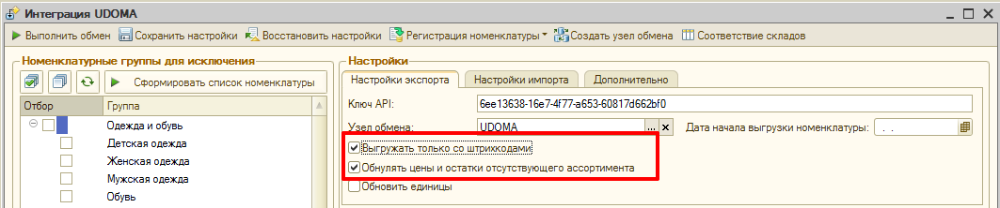 Интеграция UDOMA
Выполнить обмен Сохранить настройки Восстановить настройки Регистрация номенклатуры Создать узел обмена Соответствие складов
Номенклатурные группы для исключения
Сформировать список номенклатуры
Отбор Группа
Одежда и обувь
Детская одежда
Женская одежда
Мужская одежда
Обувь
Настройки
Настройки экспорта Настройки импорта Дополнительно
Ключ API: 6ee13638-16e7-4f77-a653-60817d662bf0
Узел обмена: UDOMA ... x Дата начала выгрузки номенклатуры: . .
Выгружать только со штрихкодами
Обнулять цены и остатки отсутствующего ассортимента
Обновить единицы